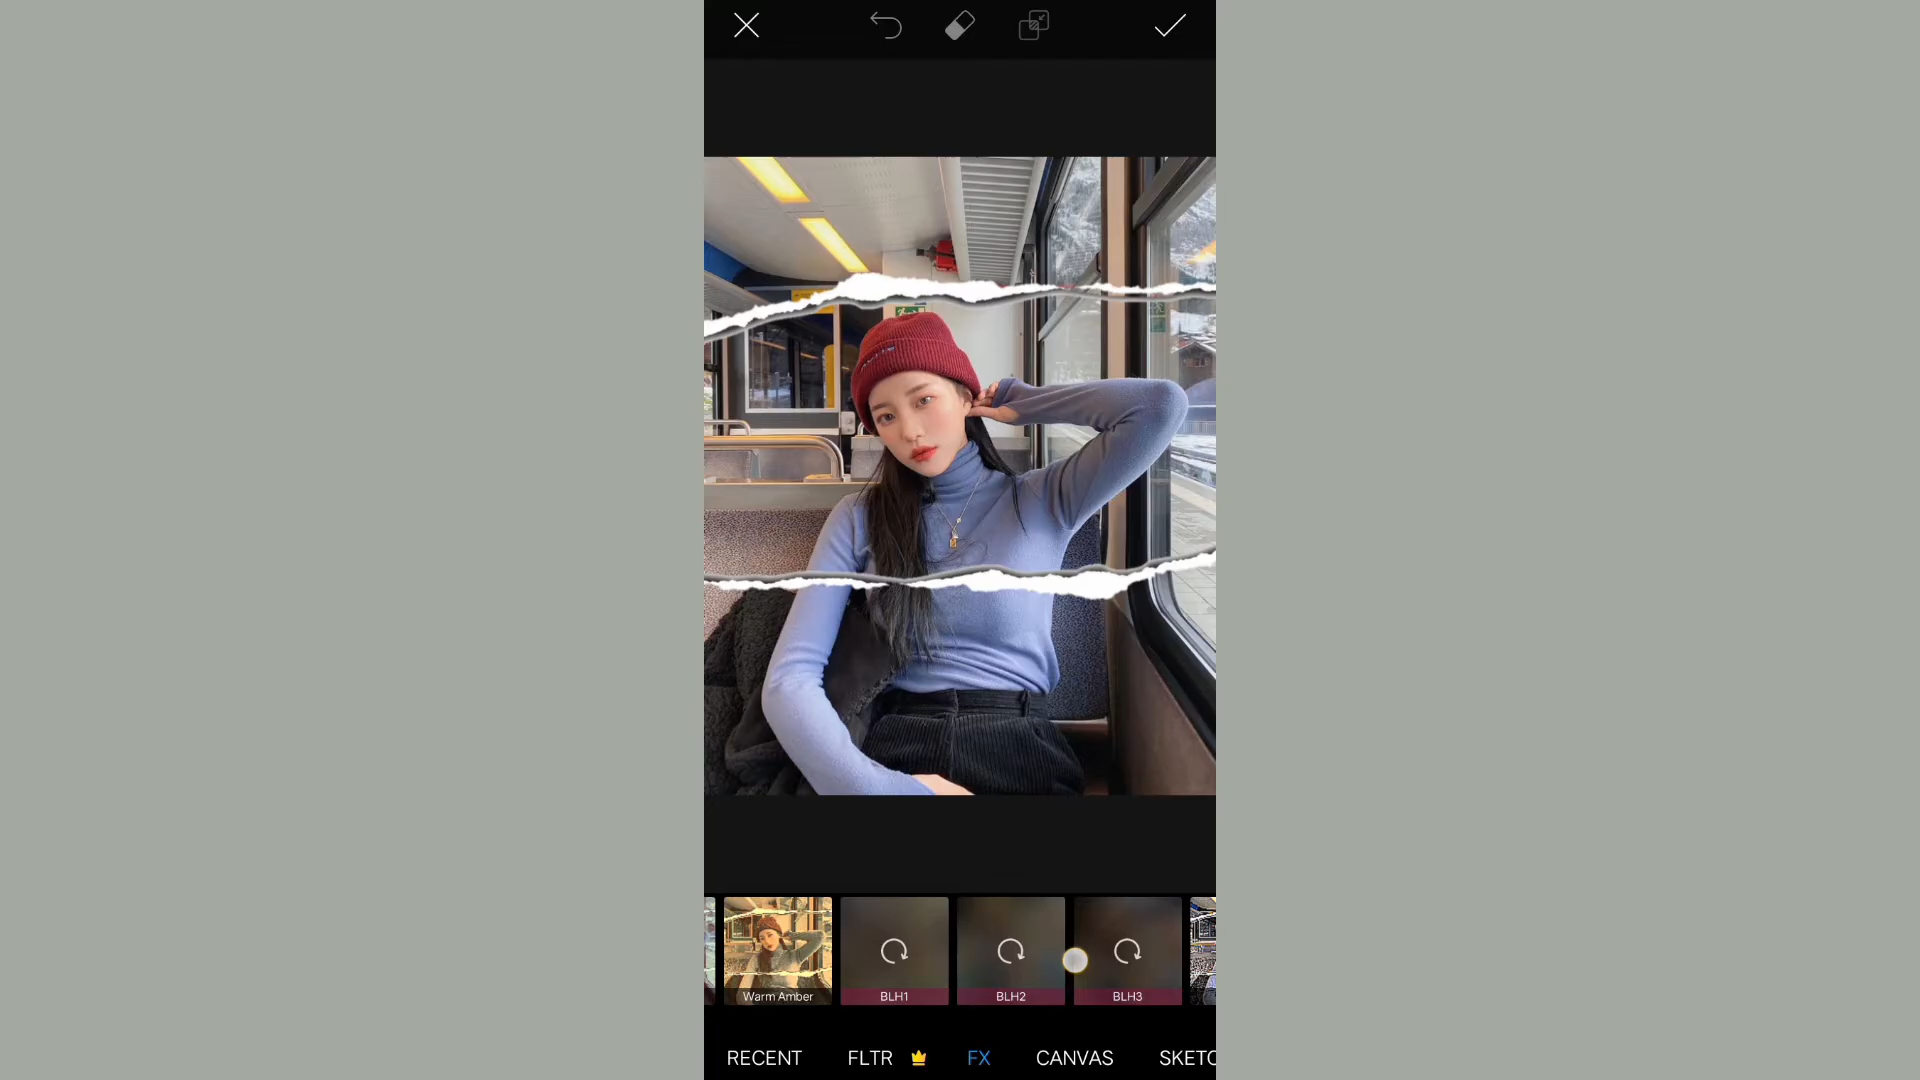 Warm Amber
BLH1
BLH2
BLH3
RECENT
FLTR
FX
CANVAS
SKETC